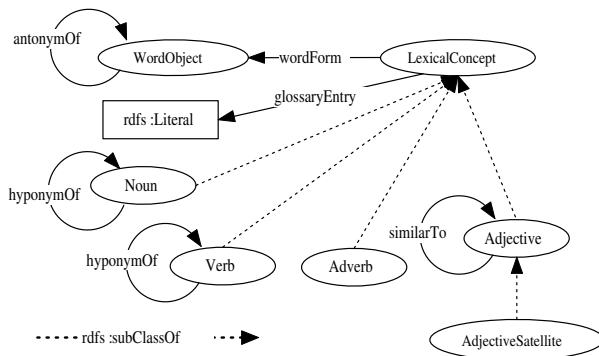 antonymOf
WordObject
wordForm
LexicalConcept
glossaryEntry
rdfs :Literal
hyponymOf
Noun
similarTo
Adjective
hyponymOf
Verb
Adverb
rdfs :subClassOf
AdjectiveSatellite